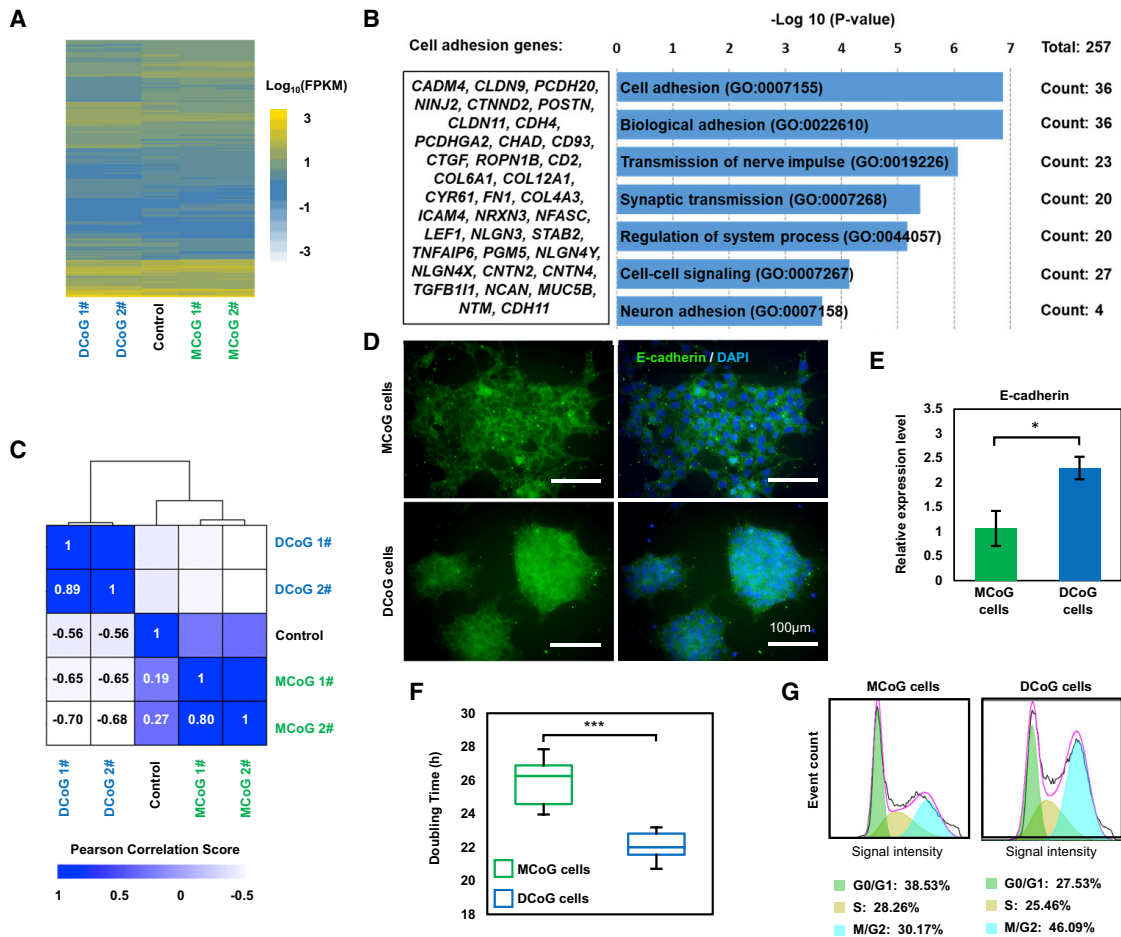 A
Log10(FPKM)
3
1
-1
-3
DCoG 1#
DCoG 2#
Control
MCoG 1#
MCoG 2#
B
-Log 10 (P-value)
Cell adhesion genes:
0 1 2 3 4 5 6 7
Total: 257
CADM4, CLDN9, PCDH20,
NINJ2, CTNND2, POSTN,
CLDN11, CDH4,
PCDHGA2, CHAD, CD93,
CTGF, ROPN1B, CD2,
COL6A1, COL12A1,
CYR61, FN1, COL4A3,
ICAM4, NRXN3, NFASC,
LEF1, NLGN3, STAB2,
TNFAIP6, PGM5, NLGN4Y,
NLGN4X, CNTN2, CNTN4,
TGFB1I1, NCAN, MUC5B,
NTM, CDH11
Cell adhesion (GO:0007155) Count: 36
Biological adhesion (GO:0022610) Count: 36
Transmission of nerve impulse (GO:0019226) Count: 23
Synaptic transmission (GO:0007268) Count: 20
Regulation of system process (GO:0044057) Count: 20
Cell-cell signaling (GO:0007267) Count: 27
Neuron adhesion (GO:0007158) Count: 4
C
1 DCoG 1#
0.89 1 DCoG 2#
-0.56 -0.56 1 Control
-0.65 -0.65 0.19 1 MCoG 1#
-0.70 -0.68 0.27 0.80 1 MCoG 2#
DCoG 1#
DCoG 2#
Control
MCoG 1#
MCoG 2#
Pearson Correlation Score
1 0.5 0 -0.5
D
E-cadherin / DAPI
MCoG cells
DCoG cells
100μm
E
E-cadherin
Relative expression level
3.5
3
2.5
2
1.5
1
0.5
0
*
MCoG cells
DCoG cells
F
Doubling Time (h)
30
28
26
24
22
20
18
***
MCoG cells
DCoG cells
G
MCoG cells
DCoG cells
Event count
Signal intensity
Signal intensity
G0/G1: 38.53%
S: 28.26%
M/G2: 30.17%
G0/G1: 27.53%
S: 25.46%
M/G2: 46.09%